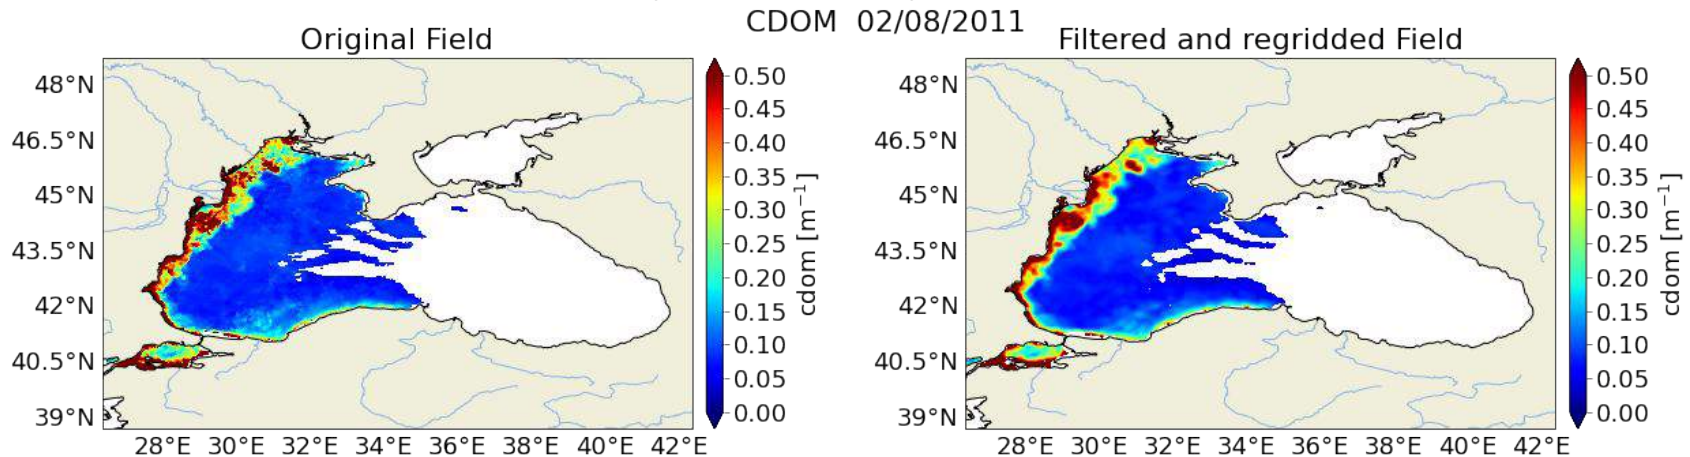 CDOM 02/08/2011
Original Field
48°N
46.5°N
45°N
43.5°N
42°N
40.5°N
39°N
28°E 30°E 32°E 34°E 36°E 38°E 40°E 42°E
0.50
0.45
0.40
0.35
0.30
0.25
0.20
0.15
0.10
0.05
0.00
cdom [m⁻¹]
Filtered and regridded Field
48°N
46.5°N
45°N
43.5°N
42°N
40.5°N
39°N
28°E 30°E 32°E 34°E 36°E 38°E 40°E 42°E
0.50
0.45
0.40
0.35
0.30
0.25
0.20
0.15
0.10
0.05
0.00
cdom [m⁻¹]